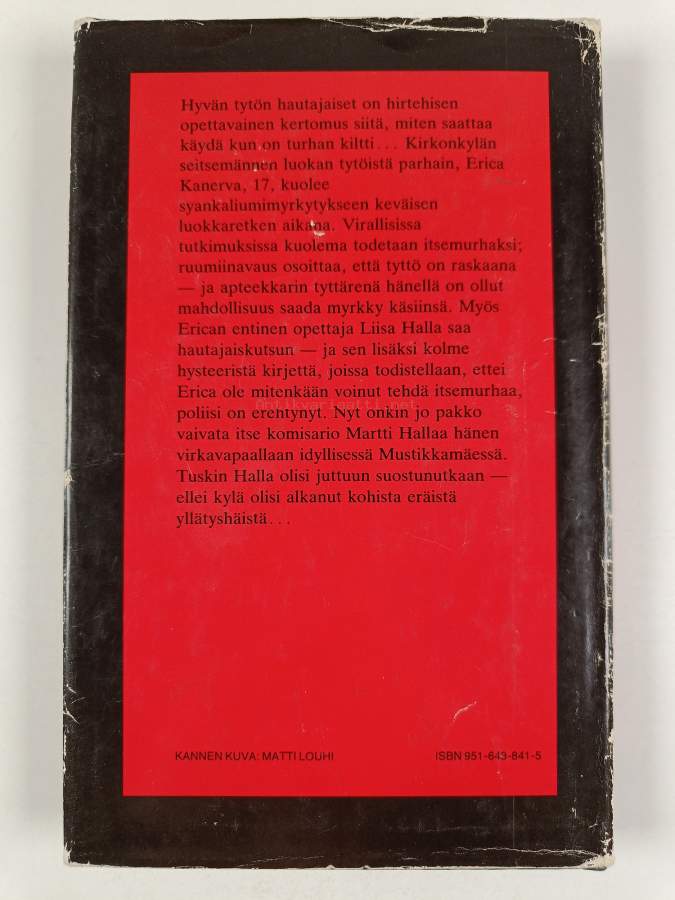 Hyvän tytön hautajaiset on hirtehisen
opettavainen kertomus siitä, miten saattaa
käydä kun on turhan kiltti... Kirkonkylän
seitsemännen luokan tytöistä parhain, Erica
Kanerva, 17, kuolee
syankaliumimyrkytykseen keväisen
luokkaretken aikana. Virallisissa
tutkimuksissa kuolema todetaan itsemurhaksi;
ruumiinavaus osoittaa, että tyttö on raskaana
— ja apteekkarin tyttärenä hänellä on ollut
mahdollisuus saada myrkky käsiinsä. Myös
Erican entinen opettaja Liisa Halla saa
hautajaiskutsun — ja sen lisäksi kolme
hysteeristä kirjettä, joissa todistellaan, ettei
Erica ole mitenkään voinut tehdä itsemurhaa,
poliisi on erehtynyt. Nyt onkin jo pakko
vaivata itse komisario Martti Hallaa hänen
virkavapaallaan idyllisessä Mustikkamäessä.
Tuskin Halla olisi juttuun suostunutkaan —
ellei kylä olisi alkanut kohista eräistä
yllätyshäistä...
KANNEN KUVA: MATTI LOUHI ISBN 951-643-841-5